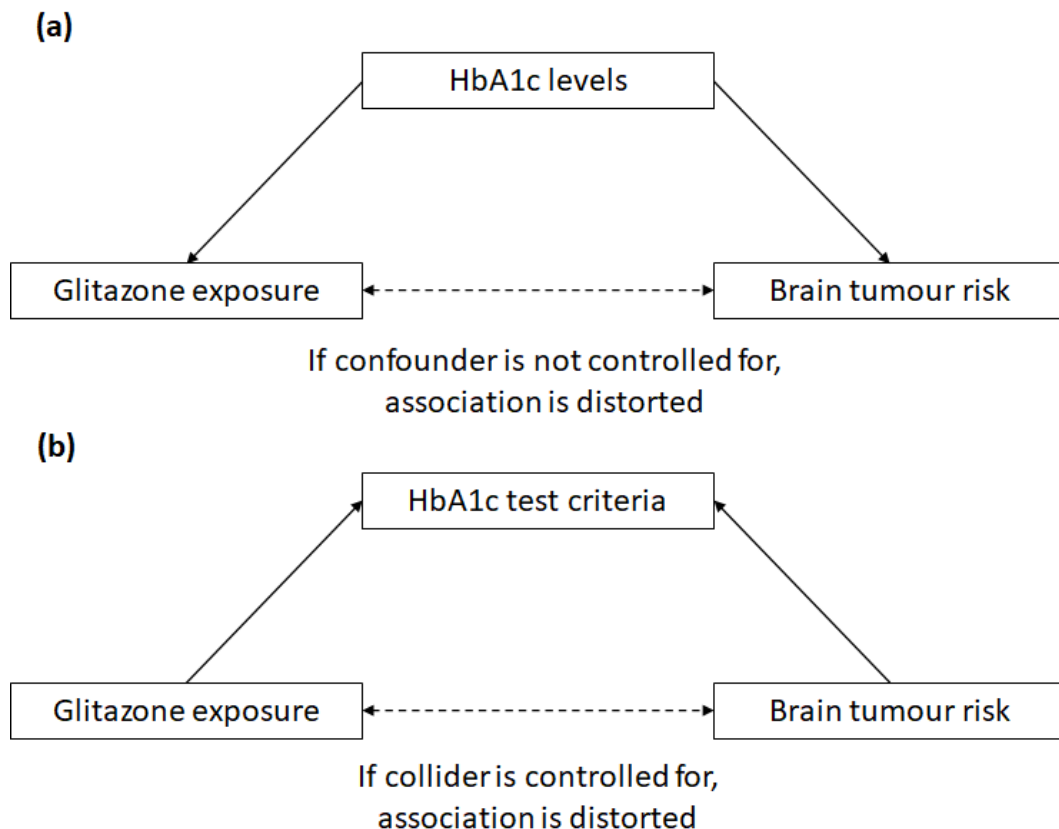 (a)
HbA1c levels
Glitazone exposure
Brain tumour risk
If confounder is not controlled for,
association is distorted
(b)
HbA1c test criteria
Glitazone exposure
Brain tumour risk
If collider is controlled for,
association is distorted